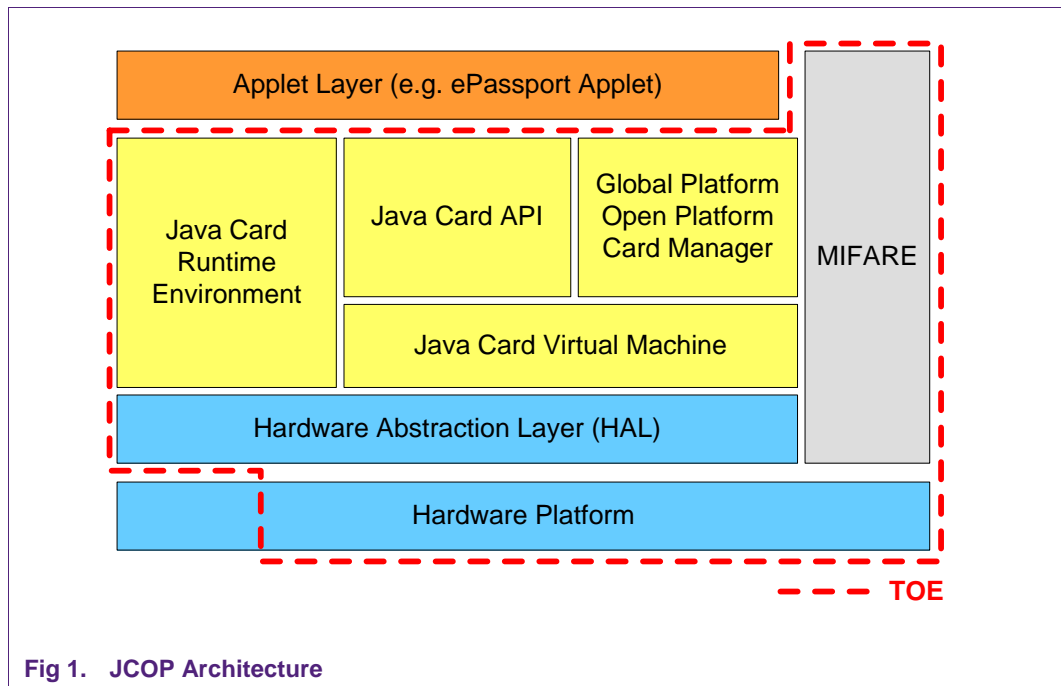 Applet Layer (e.g. ePassport Applet)
Java Card
Runtime
Environment
Java Card API
Global Platform
Open Platform
Card Manager
MIFARE
Java Card Virtual Machine
Hardware Abstraction Layer (HAL)
Hardware Platform
TOE
Fig 1. JCOP Architecture